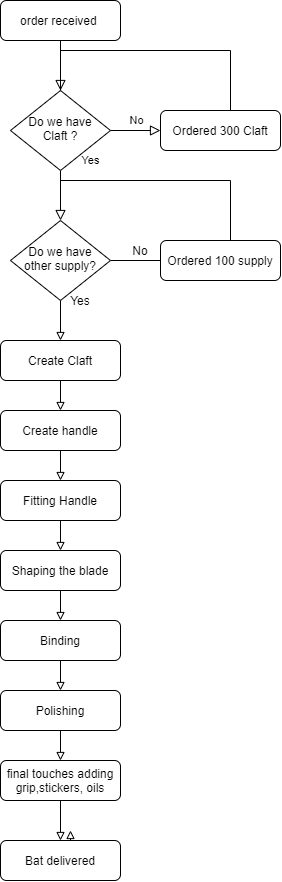 order received
Do we have
Claft ?
No
Ordered 300 Claft
Yes
Do we have
other supply?
No
Ordered 100 supply
Yes
Create Claft
Create handle
Fitting Handle
Shaping the blade
Binding
Polishing
final touches adding
grip,stickers, oils
Bat delivered